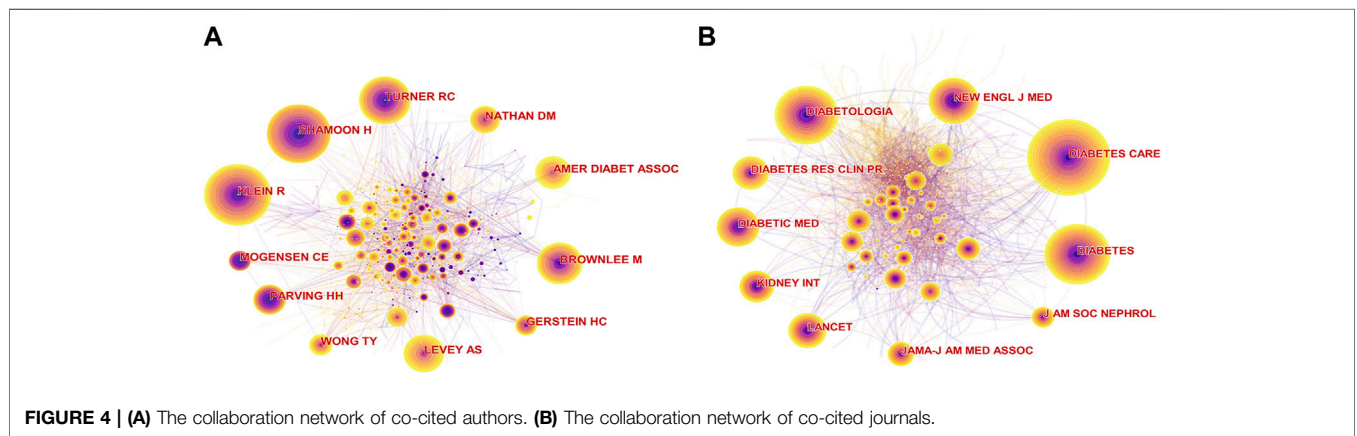 A
B
TURNER RC
SHAMOON H
NATHAN DM
AMER DIABET ASSOC
KLEIN R
MOGENSEN CE
BROWNLEE M
PARVING HH
GERSTEIN HC
WONG TY
LEVEY AS
NEW ENGL J MED
DIABETOLOGIA
DIABETES CARE
DIABETES RES CLIN PR
DIABETIC MED
DIABETES
KIDNEY INT
J AM SOC NEPHROL
LANCET
JAMA-J AM MED ASSOC
FIGURE 4 | (A) The collaboration network of co-cited authors. (B) The collaboration network of co-cited journals.